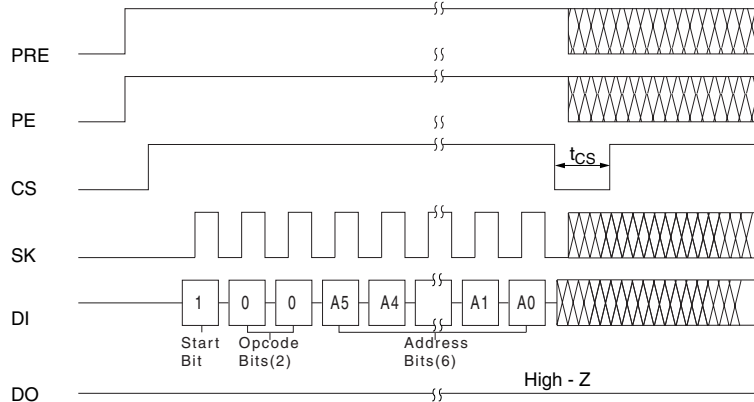 PRE
PE
CS
tCS
SK
DI
1 0 0 A5 A4 A1 A0
Start Bit
Opcode Bits(2)
Address Bits(6)
DO
High - Z